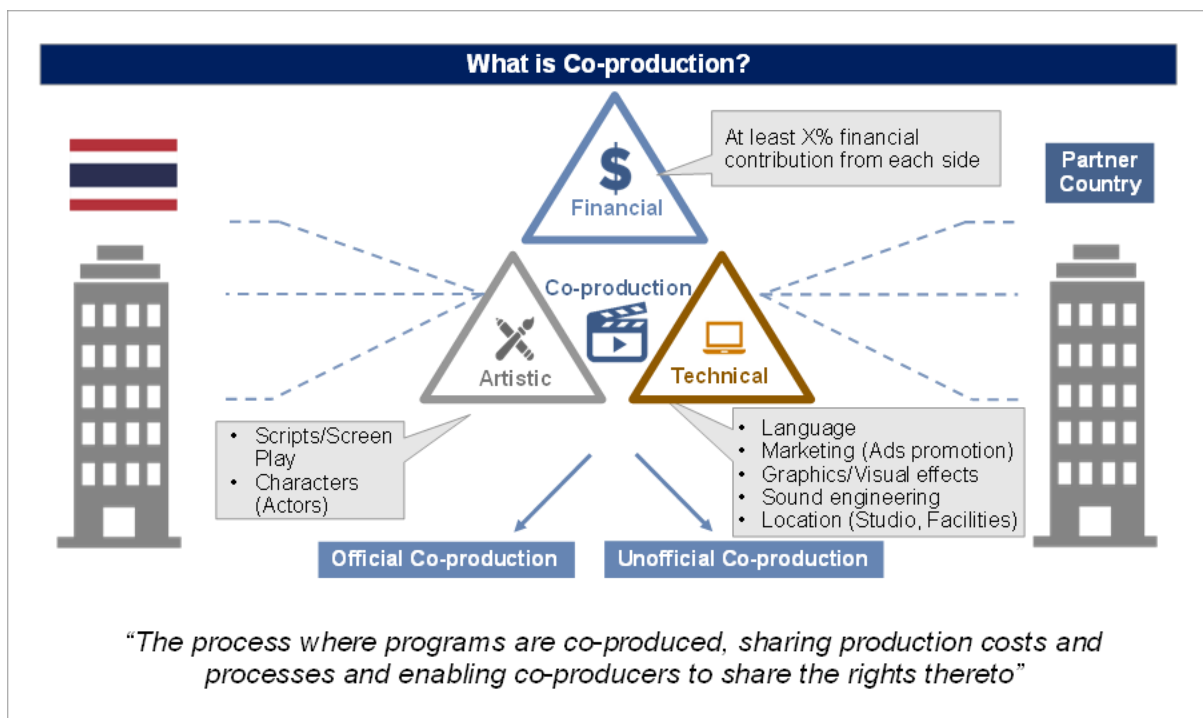 What is Co-production?
At least X% financial
contribution from each side
Partner
Country
$
Financial
Co-production
Artistic
Technical
• Scripts/Screen
Play
• Characters
(Actors)
• Language
• Marketing (Ads promotion)
• Graphics/Visual effects
• Sound engineering
• Location (Studio, Facilities)
Official Co-production
Unofficial Co-production
“The process where programs are co-produced, sharing production costs and
processes and enabling co-producers to share the rights thereto”